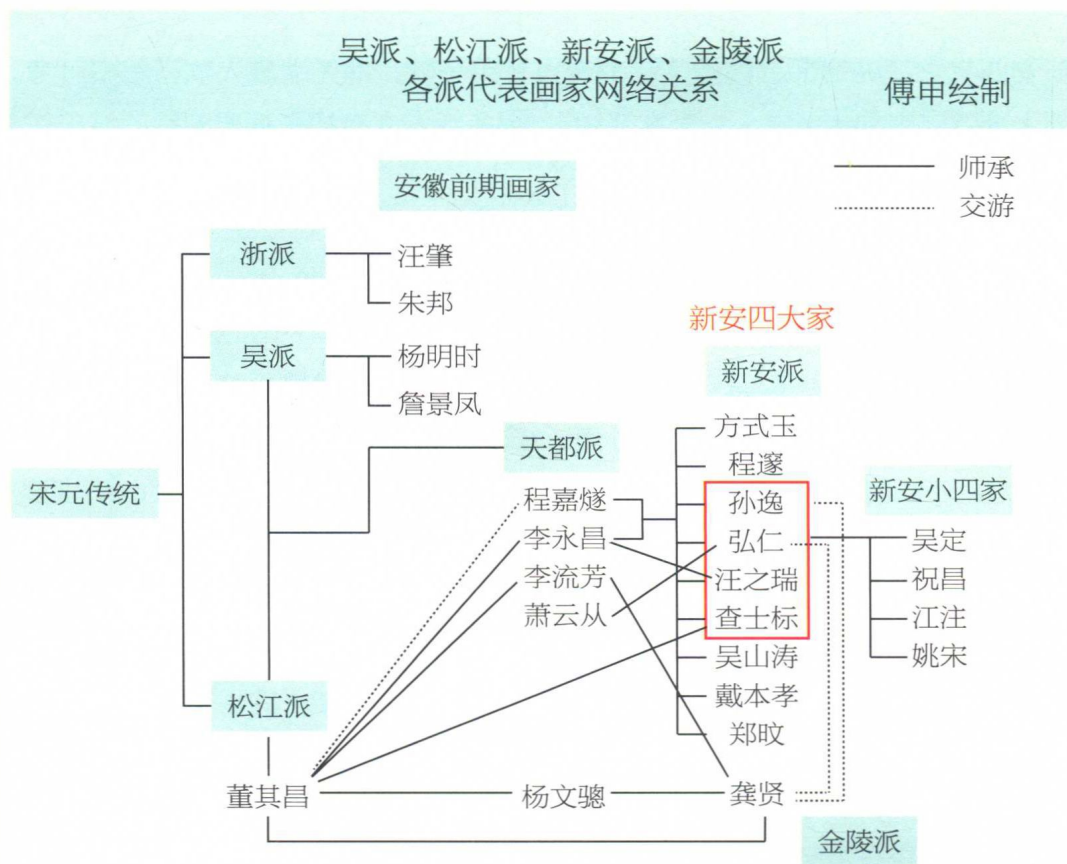 吴派、松江派、新安派、金陵派
各派代表画家网络关系
傅申绘制
师承
交游
安徽前期画家
浙派
汪肇
朱邦
吴派
杨明时
詹景凤
新安四大家
新安派
天都派
方式玉
程邃
宋元传统
程嘉燧
孙逸
新安小四家
李永昌
弘仁
吴定
李流芳
汪之瑞
祝昌
萧云从
查士标
江注
吴山涛
姚宋
松江派
戴本孝
郑旼
董其昌
杨文骢
龚贤
金陵派